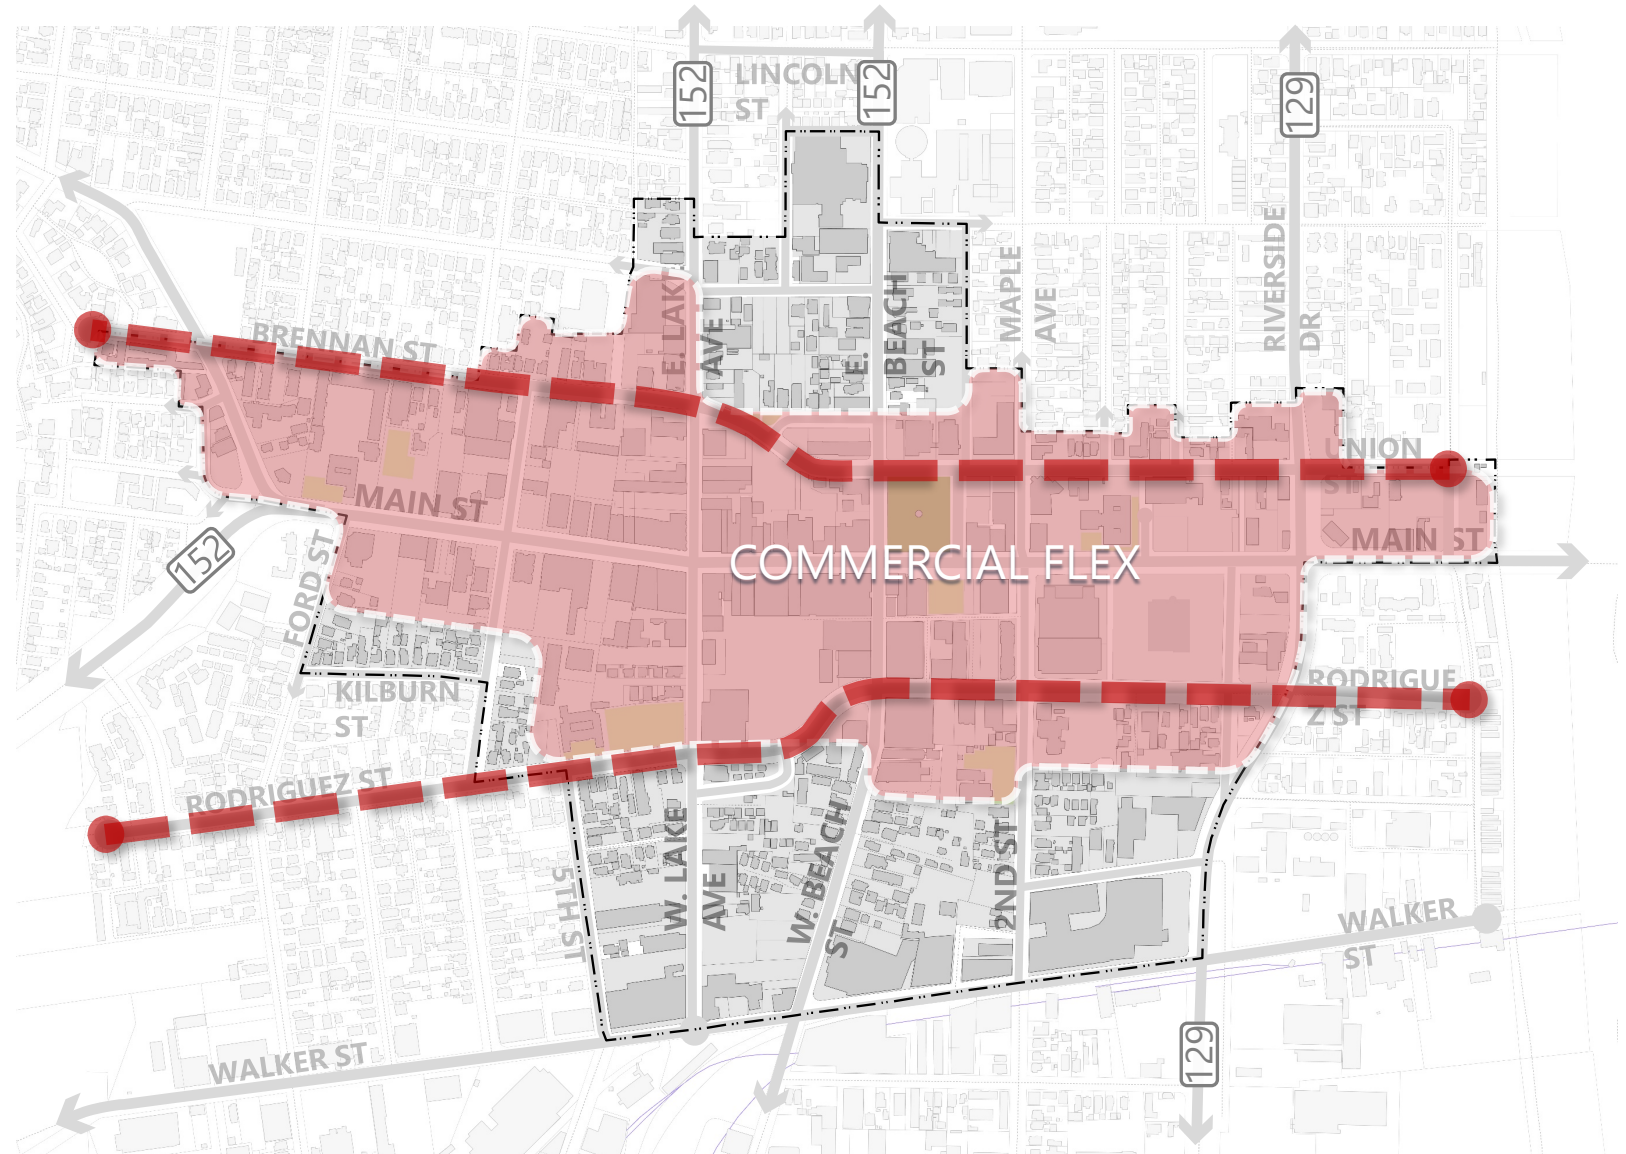 152
152
129
LINCOLN
ST
BRENNAN ST
E. LAKE
AVE
E.
BEACH
ST
MAPLE
AVE
RIVERSIDE
DR
UNION
ST
MAIN ST
MAIN ST
COMMERCIAL FLEX
152
FORD ST
KILBURN
ST
RODRIGUE
Z ST
RODRIGUEZ ST
5TH ST
W. LAKE
AVE
W. BEACH
ST
2ND ST
WALKER
ST
WALKER ST
129